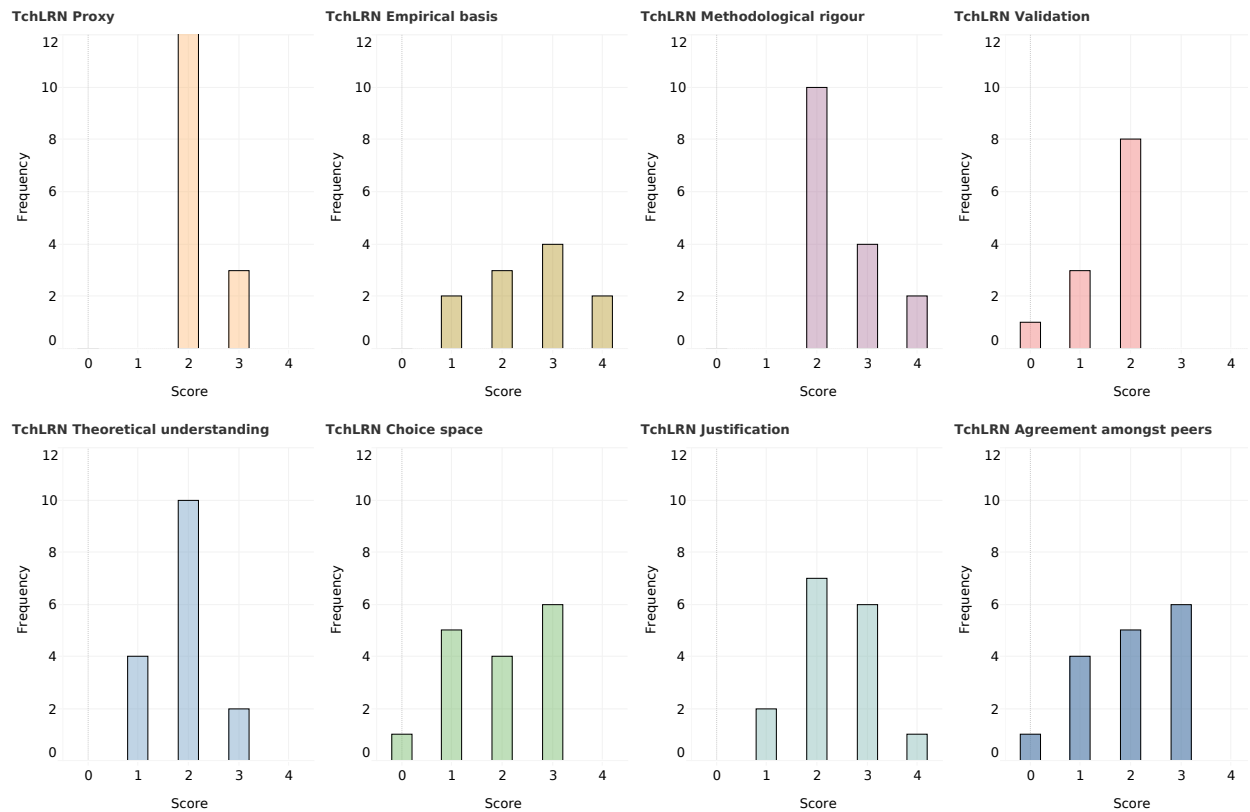 TchLRN Proxy
12
10
8
6
4
2
0
Frequency
0 1 2 3 4
Score
TchLRN Empirical basis
12
10
8
6
4
2
0
Frequency
0 1 2 3 4
Score
TchLRN Methodological rigour
12
10
8
6
4
2
0
Frequency
0 1 2 3 4
Score
TchLRN Validation
12
10
8
6
4
2
0
Frequency
0 1 2 3 4
Score
TchLRN Theoretical understanding
12
10
8
6
4
2
0
Frequency
0 1 2 3 4
Score
TchLRN Choice space
12
10
8
6
4
2
0
Frequency
0 1 2 3 4
Score
TchLRN Justification
12
10
8
6
4
2
0
Frequency
0 1 2 3 4
Score
TchLRN Agreement amongst peers
12
10
8
6
4
2
0
Frequency
0 1 2 3 4
Score